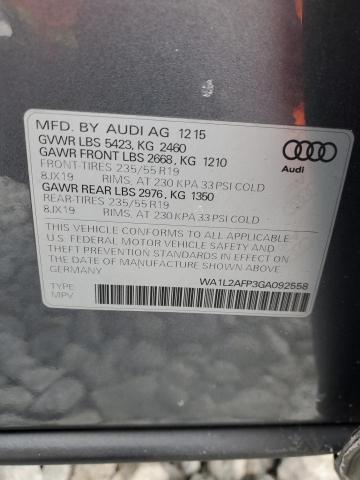 MFD. BY AUDI AG 12 15
GVWR LBS 5423, KG 2460
GAWR FRONT LBS 2668, KG 1210
FRONT-TIRES 235/55 R19
8JX19 RIMS, AT 230 KPA 33 PSI COLD
GAWR REAR LBS 2976, KG 1350
REAR-TIRES 235/55 R19
8JX19 RIMS, AT 230 KPA 33 PSI COLD
Audi
THIS VEHICLE CONFORMS TO ALL APPLICABLE
U.S. FEDERAL MOTOR VEHICLE SAFETY AND
THEFT PREVENTION STANDARDS IN EFFECT ON
THE DATE OF MANUFACTURE SHOWN ABOVE.
GERMANY
WA1L2AFP3GA092558
TYPE
MPV